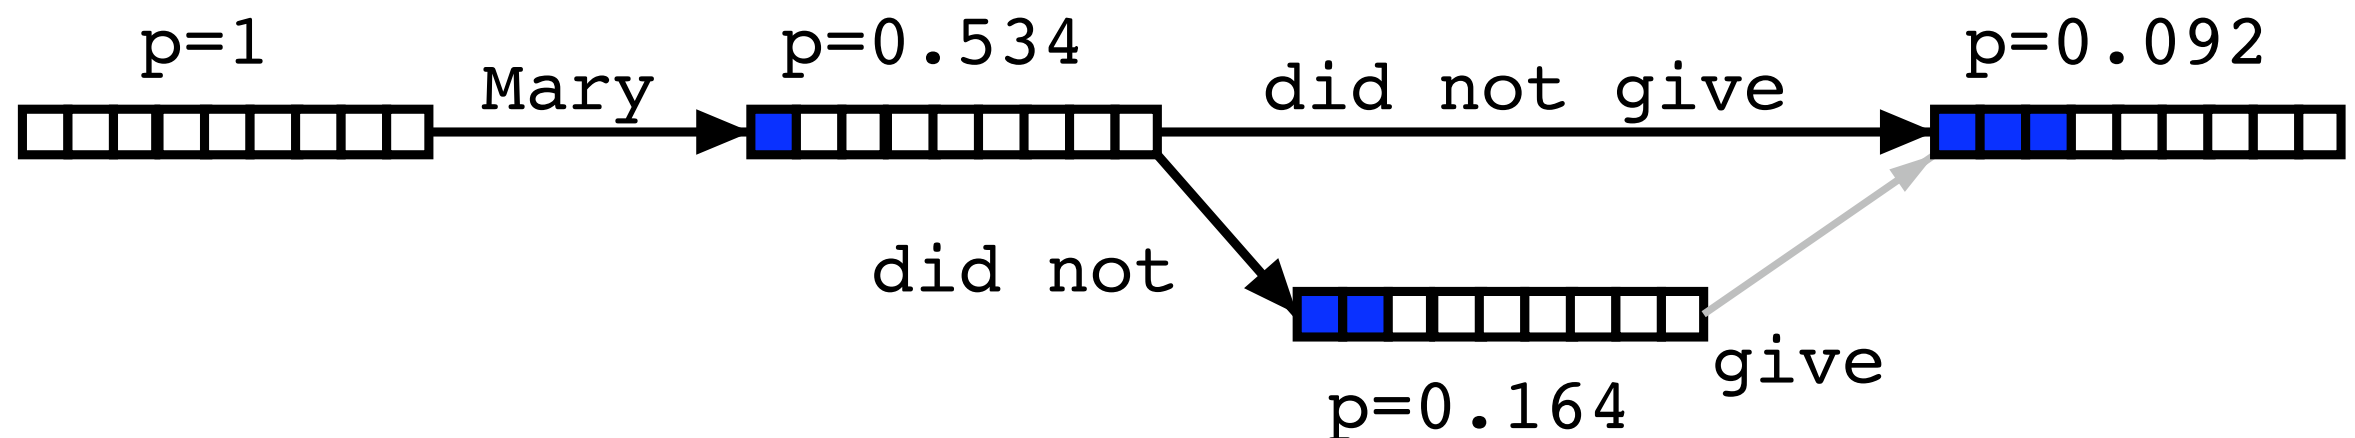 p=1
p=0.534
p=0.092
Mary
did not give
did not
give
p=0.164